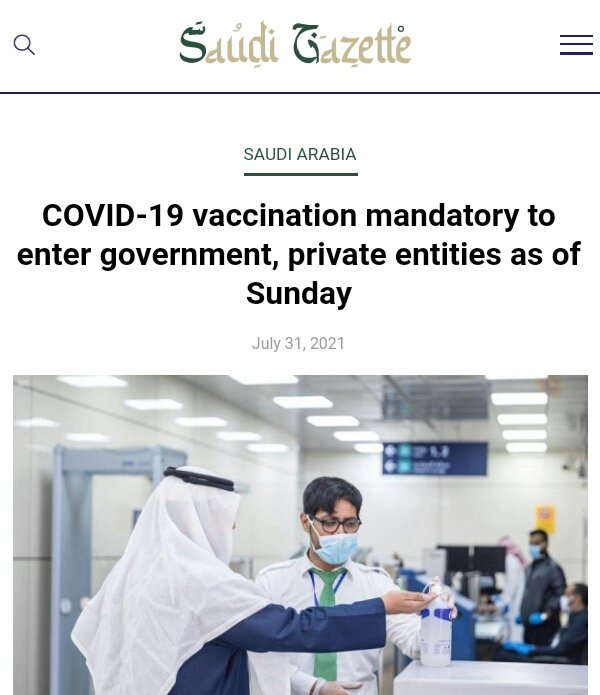 Saudi Gazette
SAUDI ARABIA
COVID-19 vaccination mandatory to
enter government, private entities as of
Sunday
July 31, 2021